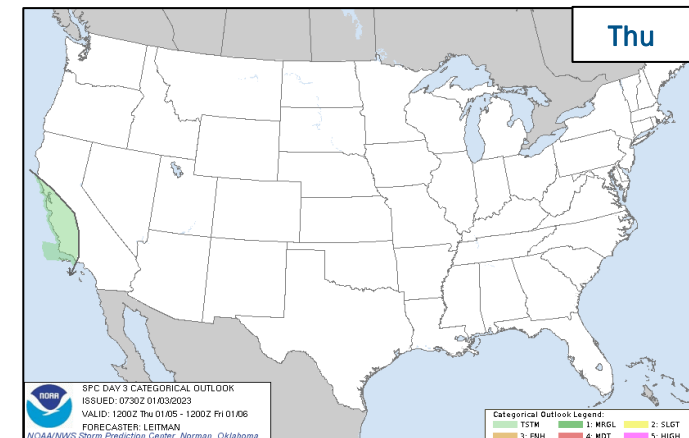 Thu
NOAA
SPC DAY 3 CATEGORICAL OUTLOOK
ISSUED: 0730Z 01/03/2023
VALID: 1200Z Thu 01/05 - 1200Z Fri 01/06
FORECASTER: LEITMAN
NOAA/NWS Storm Prediction Center, Norman, Oklahoma
Categorical Outlook Legend:
TSTM 1: MRGL 2: SLGT
3: ENH 4: MDT 5: HIGH